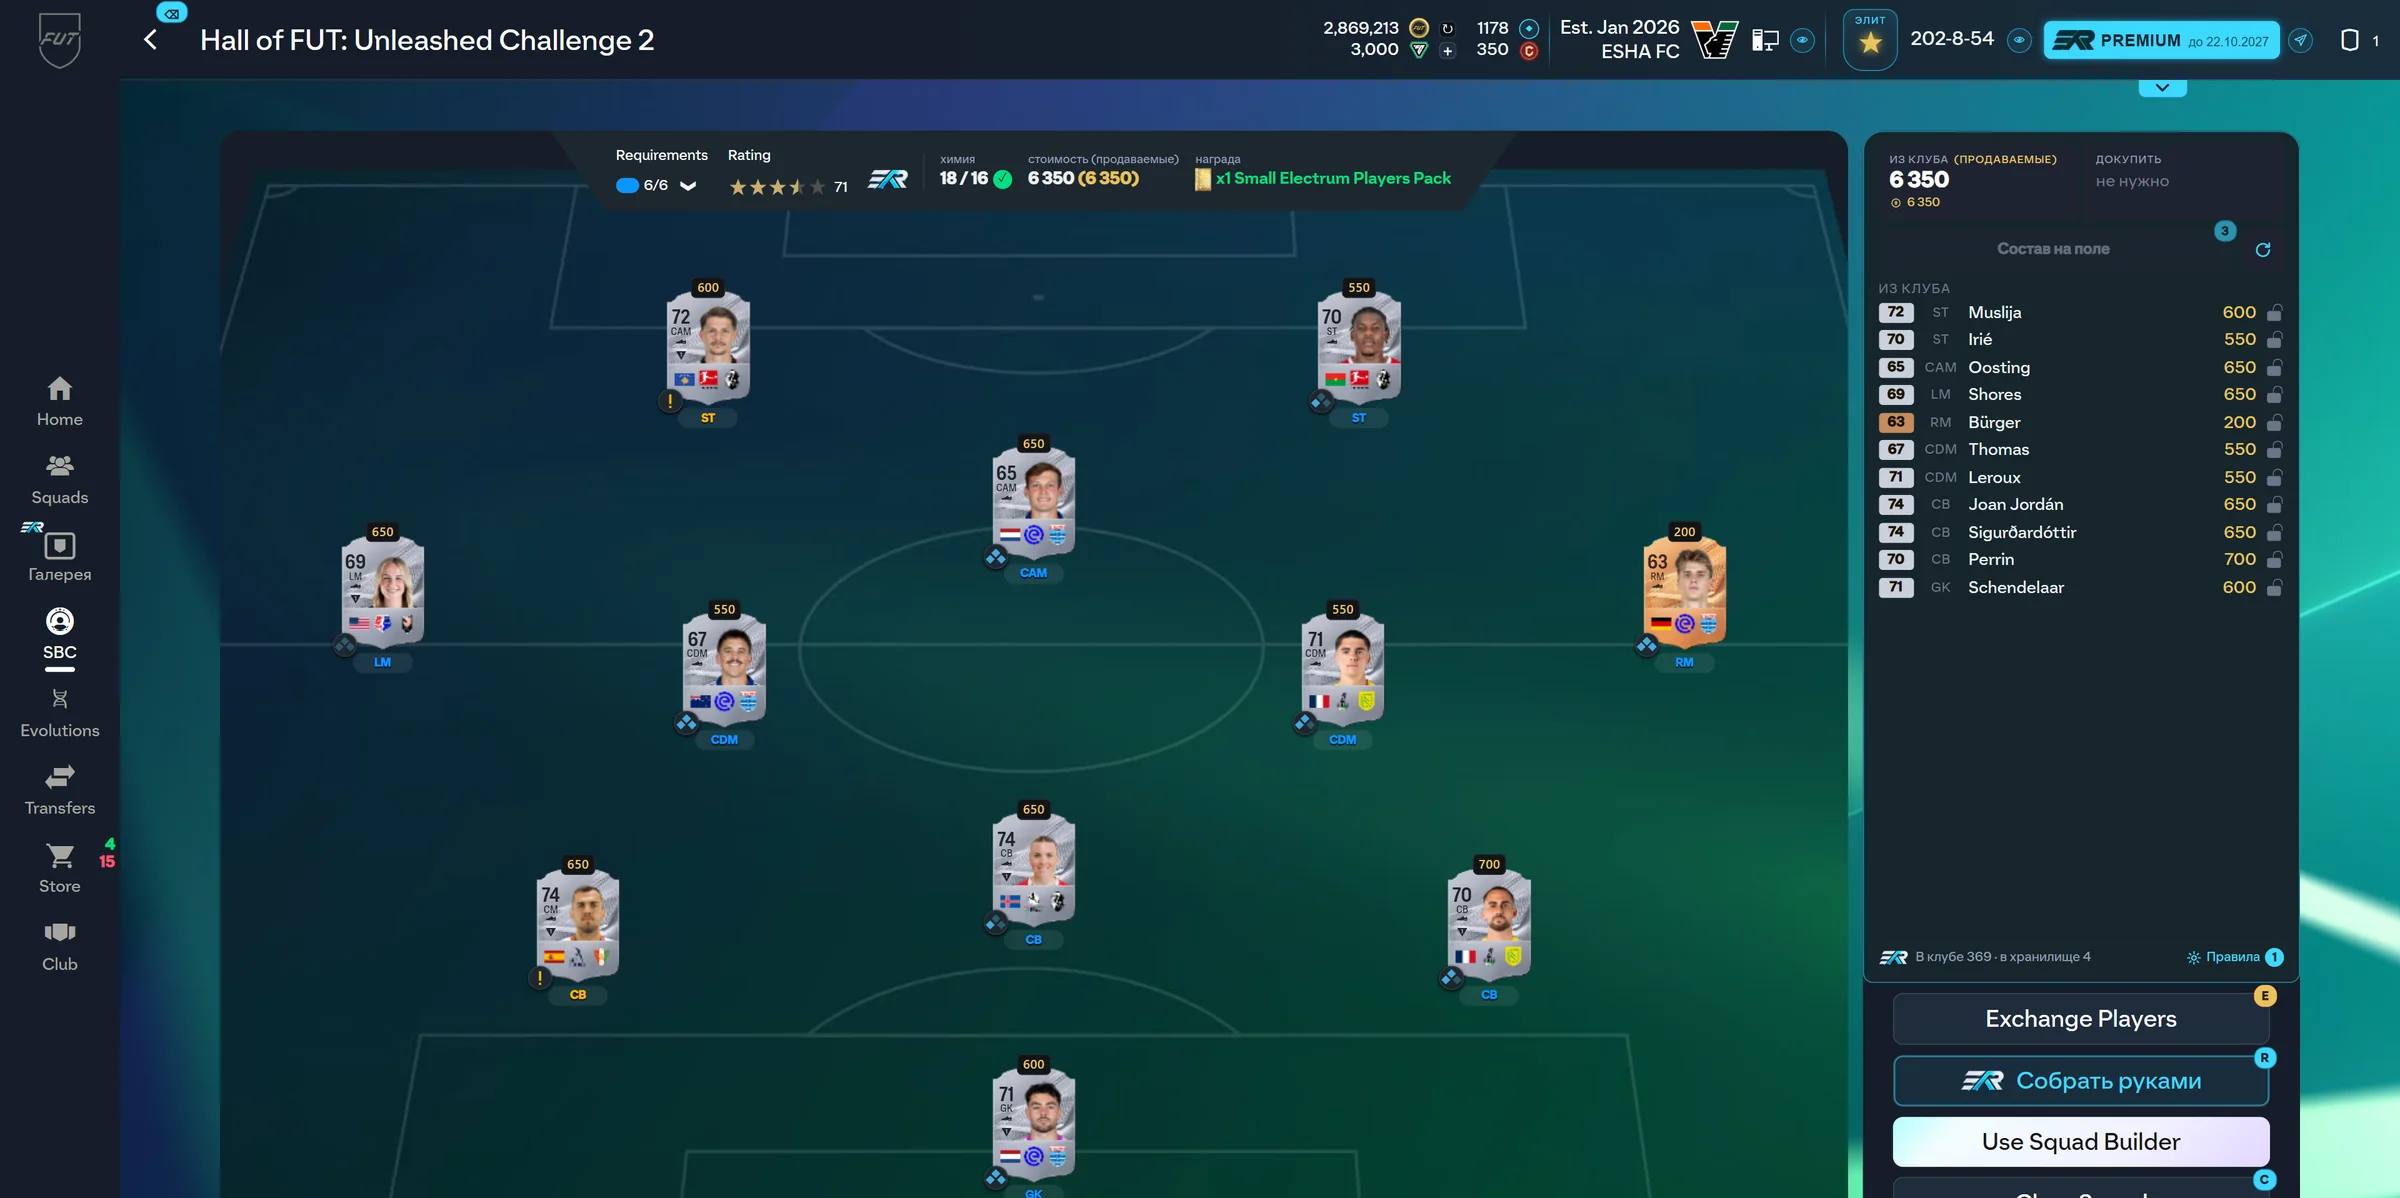 FUT
Hall of FUT: Unleashed Challenge 2
2,869,213
1178
3,000
350
Est. Jan 2026
ESHA FC
ЭЛИТ
202-8-54
PREMIUM до 22.10.2027
1
Requirements
6/6
Rating
71
химия
18 / 16
стоимость (продаваемые)
6 350 (6 350)
награда
x1 Small Electrum Players Pack
Home
Squads
Галерея
SBC
Evolutions
Transfers
4
15
Store
Club
600
72
CAM
ST
550
70
ST
ST
650
65
CAM
CAM
650
69
LM
LM
200
63
RM
RM
550
67
CDM
CDM
550
71
CDM
CDM
650
74
CB
CB
650
74
CM
CB
700
70
CB
CB
600
71
GK
GK
ИЗ КЛУБА (ПРОДАВАЕМЫЕ)
6 350
6 350
ДОКУПИТЬ
не нужно
Состав на поле
3
ИЗ КЛУБА
72 ST Muslija 600
70 ST Irié 550
65 CAM Oosting 650
69 LM Shores 650
63 RM Bürger 200
67 CDM Thomas 550
71 CDM Leroux 550
74 CB Joan Jordán 650
74 CB Sigurðardóttir 650
70 CB Perrin 700
71 GK Schendelaar 600
В клубе 369 · в хранилище 4
Правила 1
E
Exchange Players
R
Собрать руками
Use Squad Builder
C